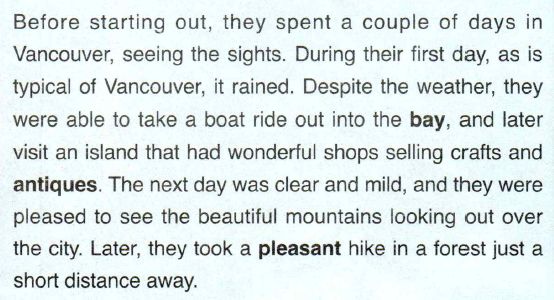 Before starting out, they spent a couple of days in
Vancouver, seeing the sights. During their first day, as is
typical of Vancouver, it rained. Despite the weather, they
were able to take a boat ride out into the bay, and later
visit an island that had wonderful shops selling crafts and
antiques. The next day was clear and mild, and they were
pleased to see the beautiful mountains looking out over
the city. Later, they took a pleasant hike in a forest just a
short distance away.